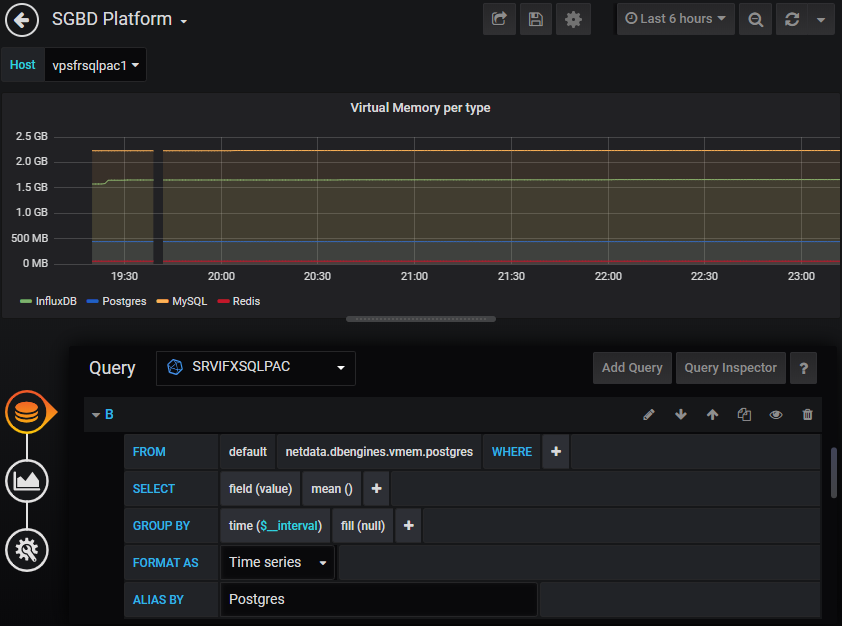 SGBD Platform
Last 6 hours
Host vpsfrsqlpac1
Virtual Memory per type
2.5 GB
2.0 GB
1.5 GB
1.0 GB
500 MB
0 MB
19:30 20:00 20:30 21:00 21:30 22:00 22:30 23:00
InfluxDB Postgres MySQL Redis
Query SRVIFXSQLPAC Add Query Query Inspector ?
B
FROM default netdata.dbengines.vmem.postgres WHERE +
SELECT field (value) mean () +
GROUP BY time ($__interval) fill (null) +
FORMAT AS Time series
ALIAS BY Postgres